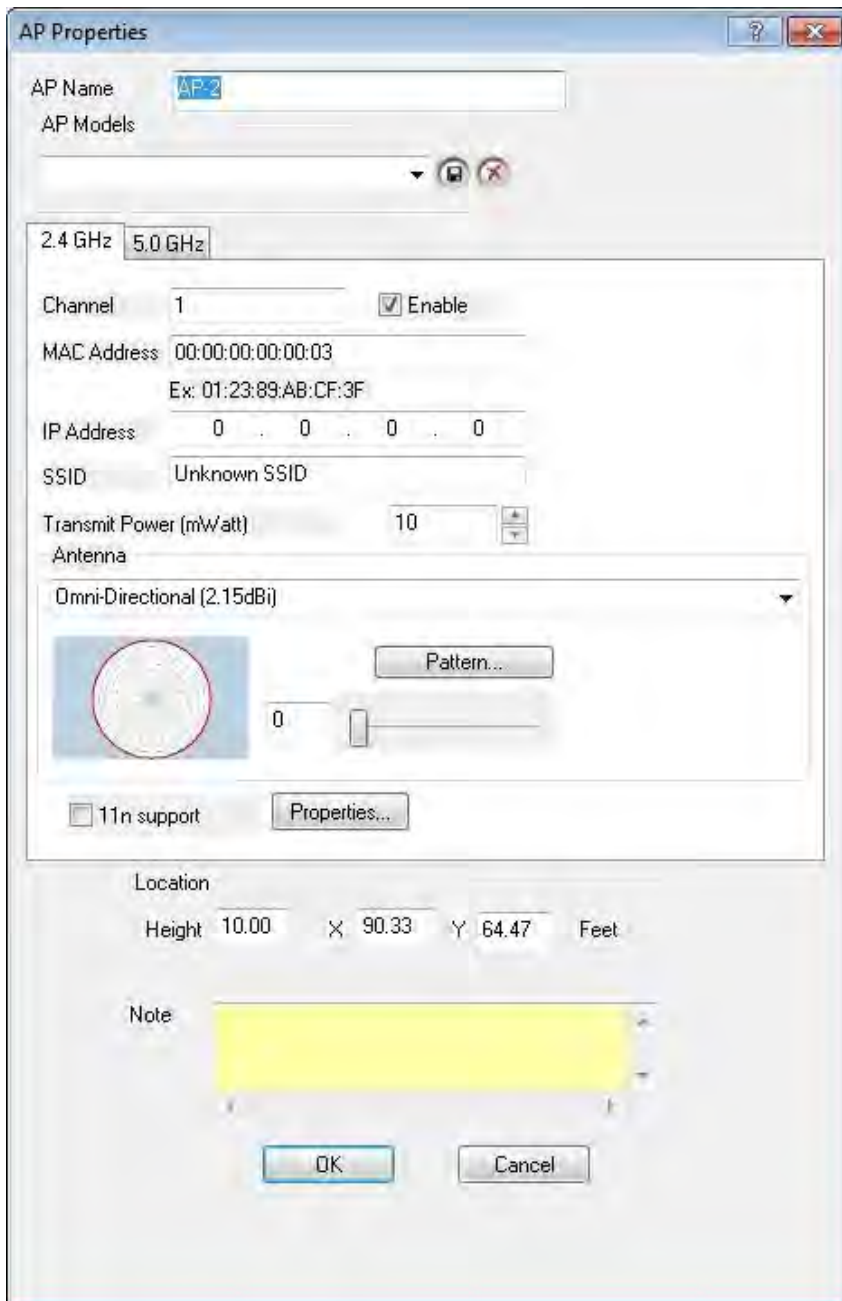 AP Properties
AP Name AP-2
AP Models
2.4 GHz 5.0 GHz
Channel 1 Enable
MAC Address 00:00:00:00:00:03
Ex: 01:23:89:AB:CF:3F
IP Address 0 . 0 . 0 . 0
SSID Unknown SSID
Transmit Power (mWatt) 10
Antenna
Omni-Directional (2.15dBi)
Pattern...
0
11n support Properties...
Location
Height 10.00 X 90.33 Y 64.47 Feet
Note
OK Cancel